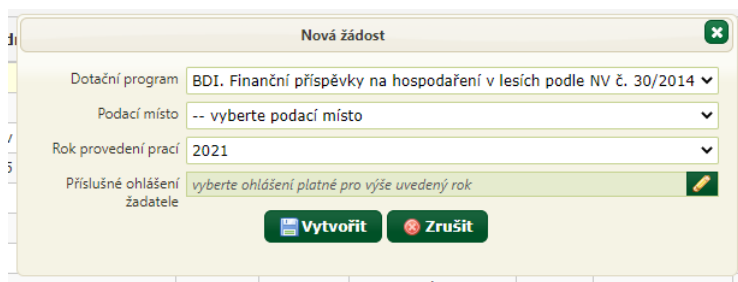 Nová žádost
Dotační program BDI. Finanční příspěvky na hospodaření v lesích podle NV č. 30/2014
Podací místo -- vyberte podací místo
Rok provedení prací 2021
Příslušné ohlášení žadatele vyberte ohlášení platné pro výše uvedený rok
Vytvořit Zrušit